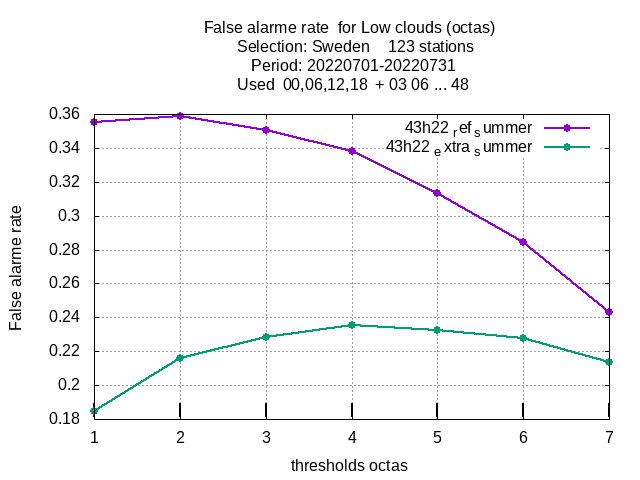 False alarme rate  for Low clouds (octas)
Selection: Sweden    123 stations
Period: 20220701-20220731
Used  00,06,12,18  + 03 06 ... 48
43h22 ref summer
43h22 extra summer
False alarme rate
0.36
0.34
0.32
0.3
0.28
0.26
0.24
0.22
0.2
0.18
1 2 3 4 5 6 7
thresholds octas